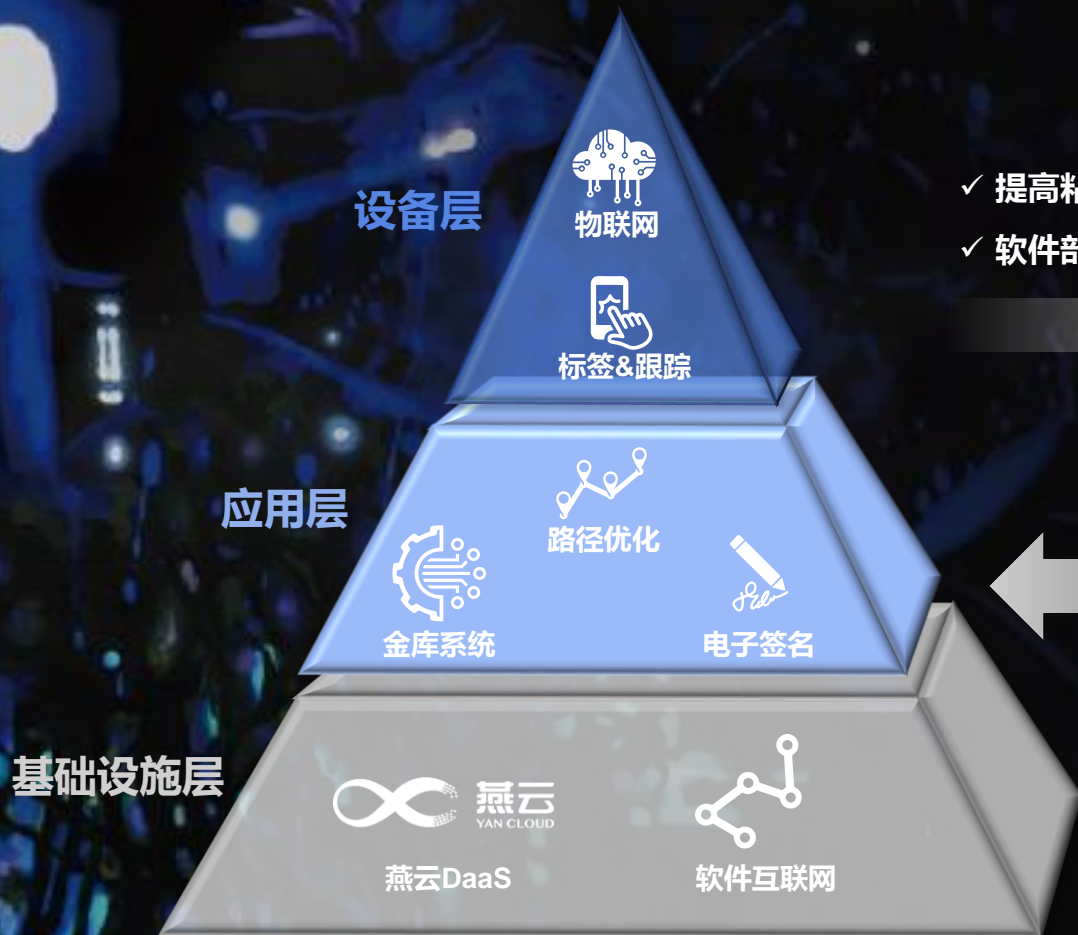 设备层
物联网
标签&跟踪
✓ 提高
✓ 软件部
应用层
路径优化
金库系统
电子签名
基础设施层
燕云
YAN CLOUD
燕云DaaS
软件互联网